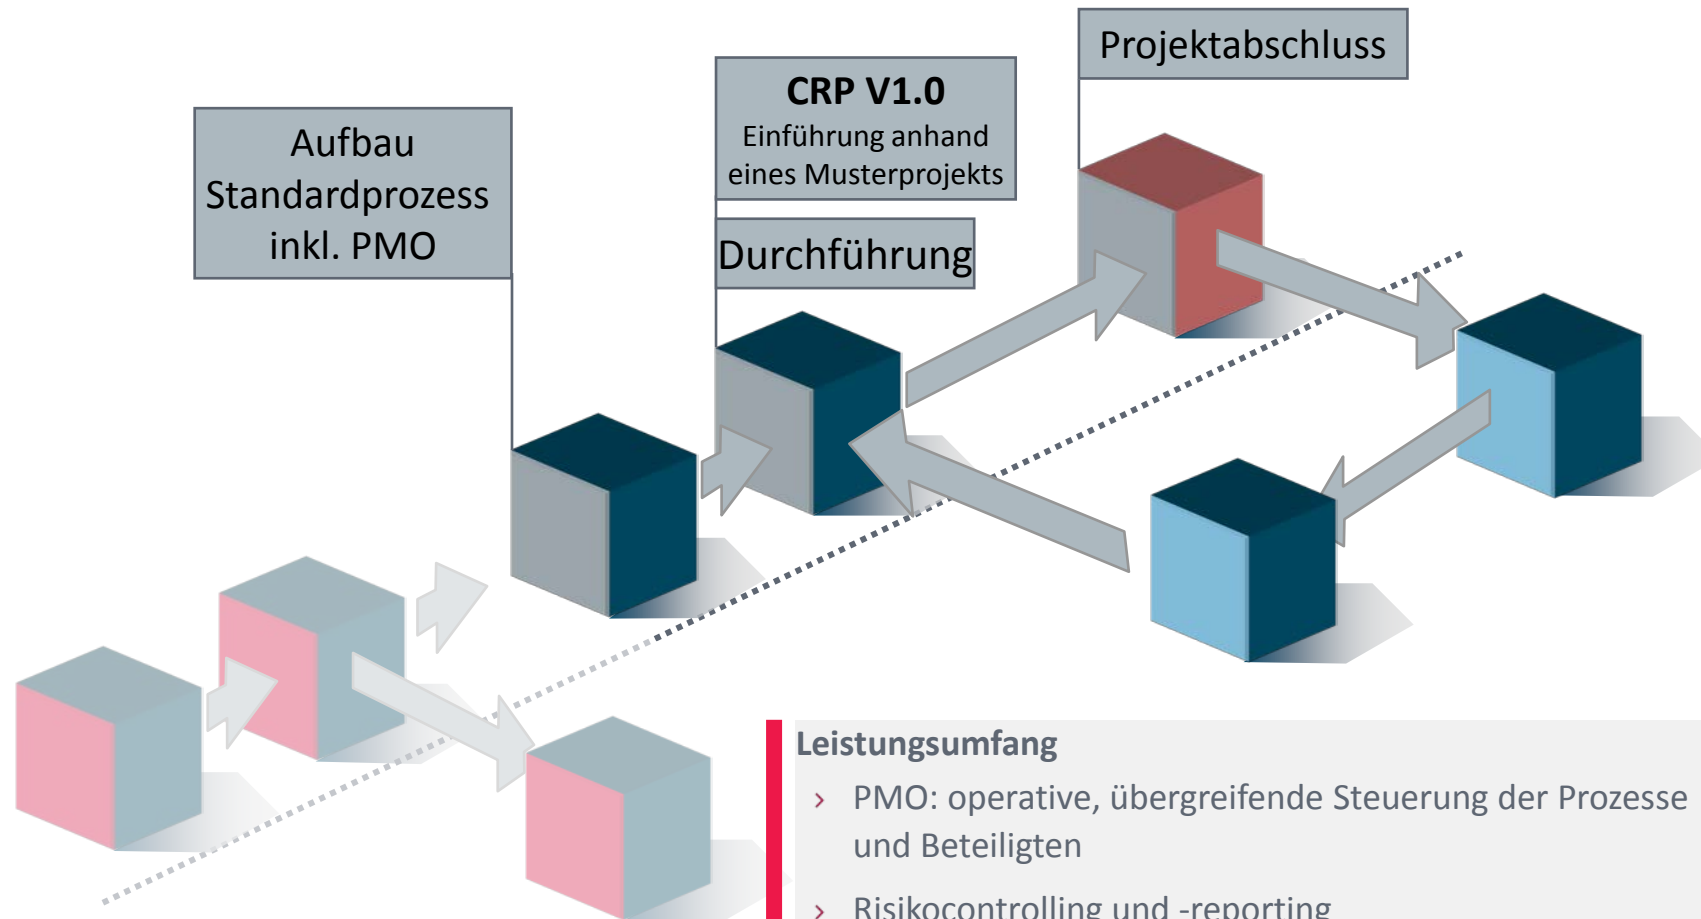 Projektabschluss
CRP V1.0
Einführung anhand
eines Musterprojekts
Aufbau
Standardprozess
inkl. PMO
Durchführung
Leistungsumfang
› PMO: operative, übergreifende Steuerung der Prozesse
und Beteiligten
› Risikocontrolling und -reporting